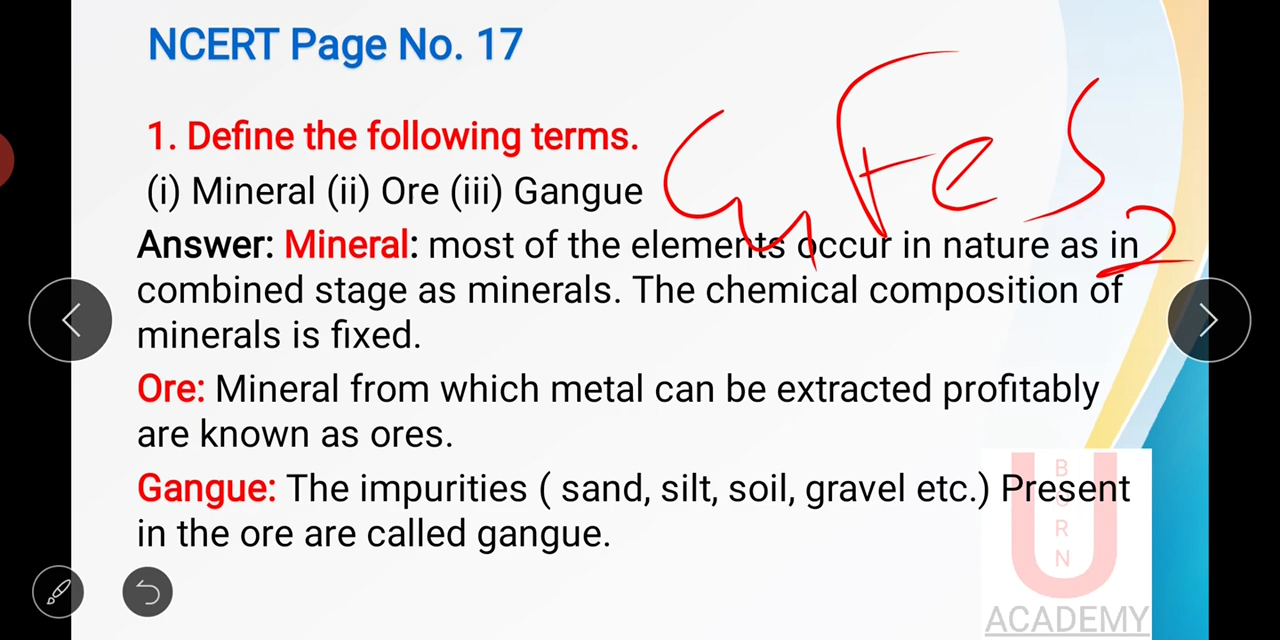 NCERT Page No. 17
CuFeS2
1. Define the following terms.
(i) Mineral (ii) Ore (iii) Gangue
Answer: Mineral: most of the elements occur in nature as in
combined stage as minerals. The chemical composition of
minerals is fixed.
Ore: Mineral from which metal can be extracted profitably
are known as ores.
Gangue: The impurities ( sand, silt, soil, gravel etc.) Present
in the ore are called gangue.
U
BURN
ACADEMY